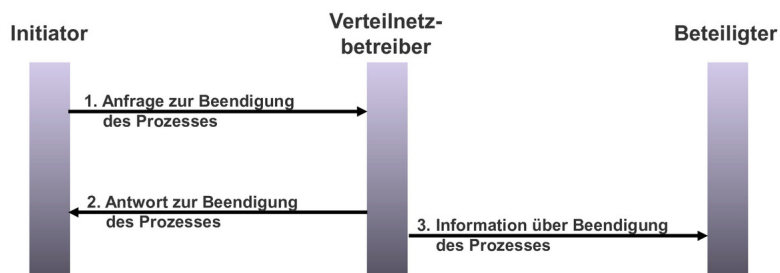 Initiator
Verteilnetz-
betreiber
Beteiligter
1. Anfrage zur Beendigung
des Prozesses
2. Antwort zur Beendigung
des Prozesses
3. Information über Beendigung
des Prozesses